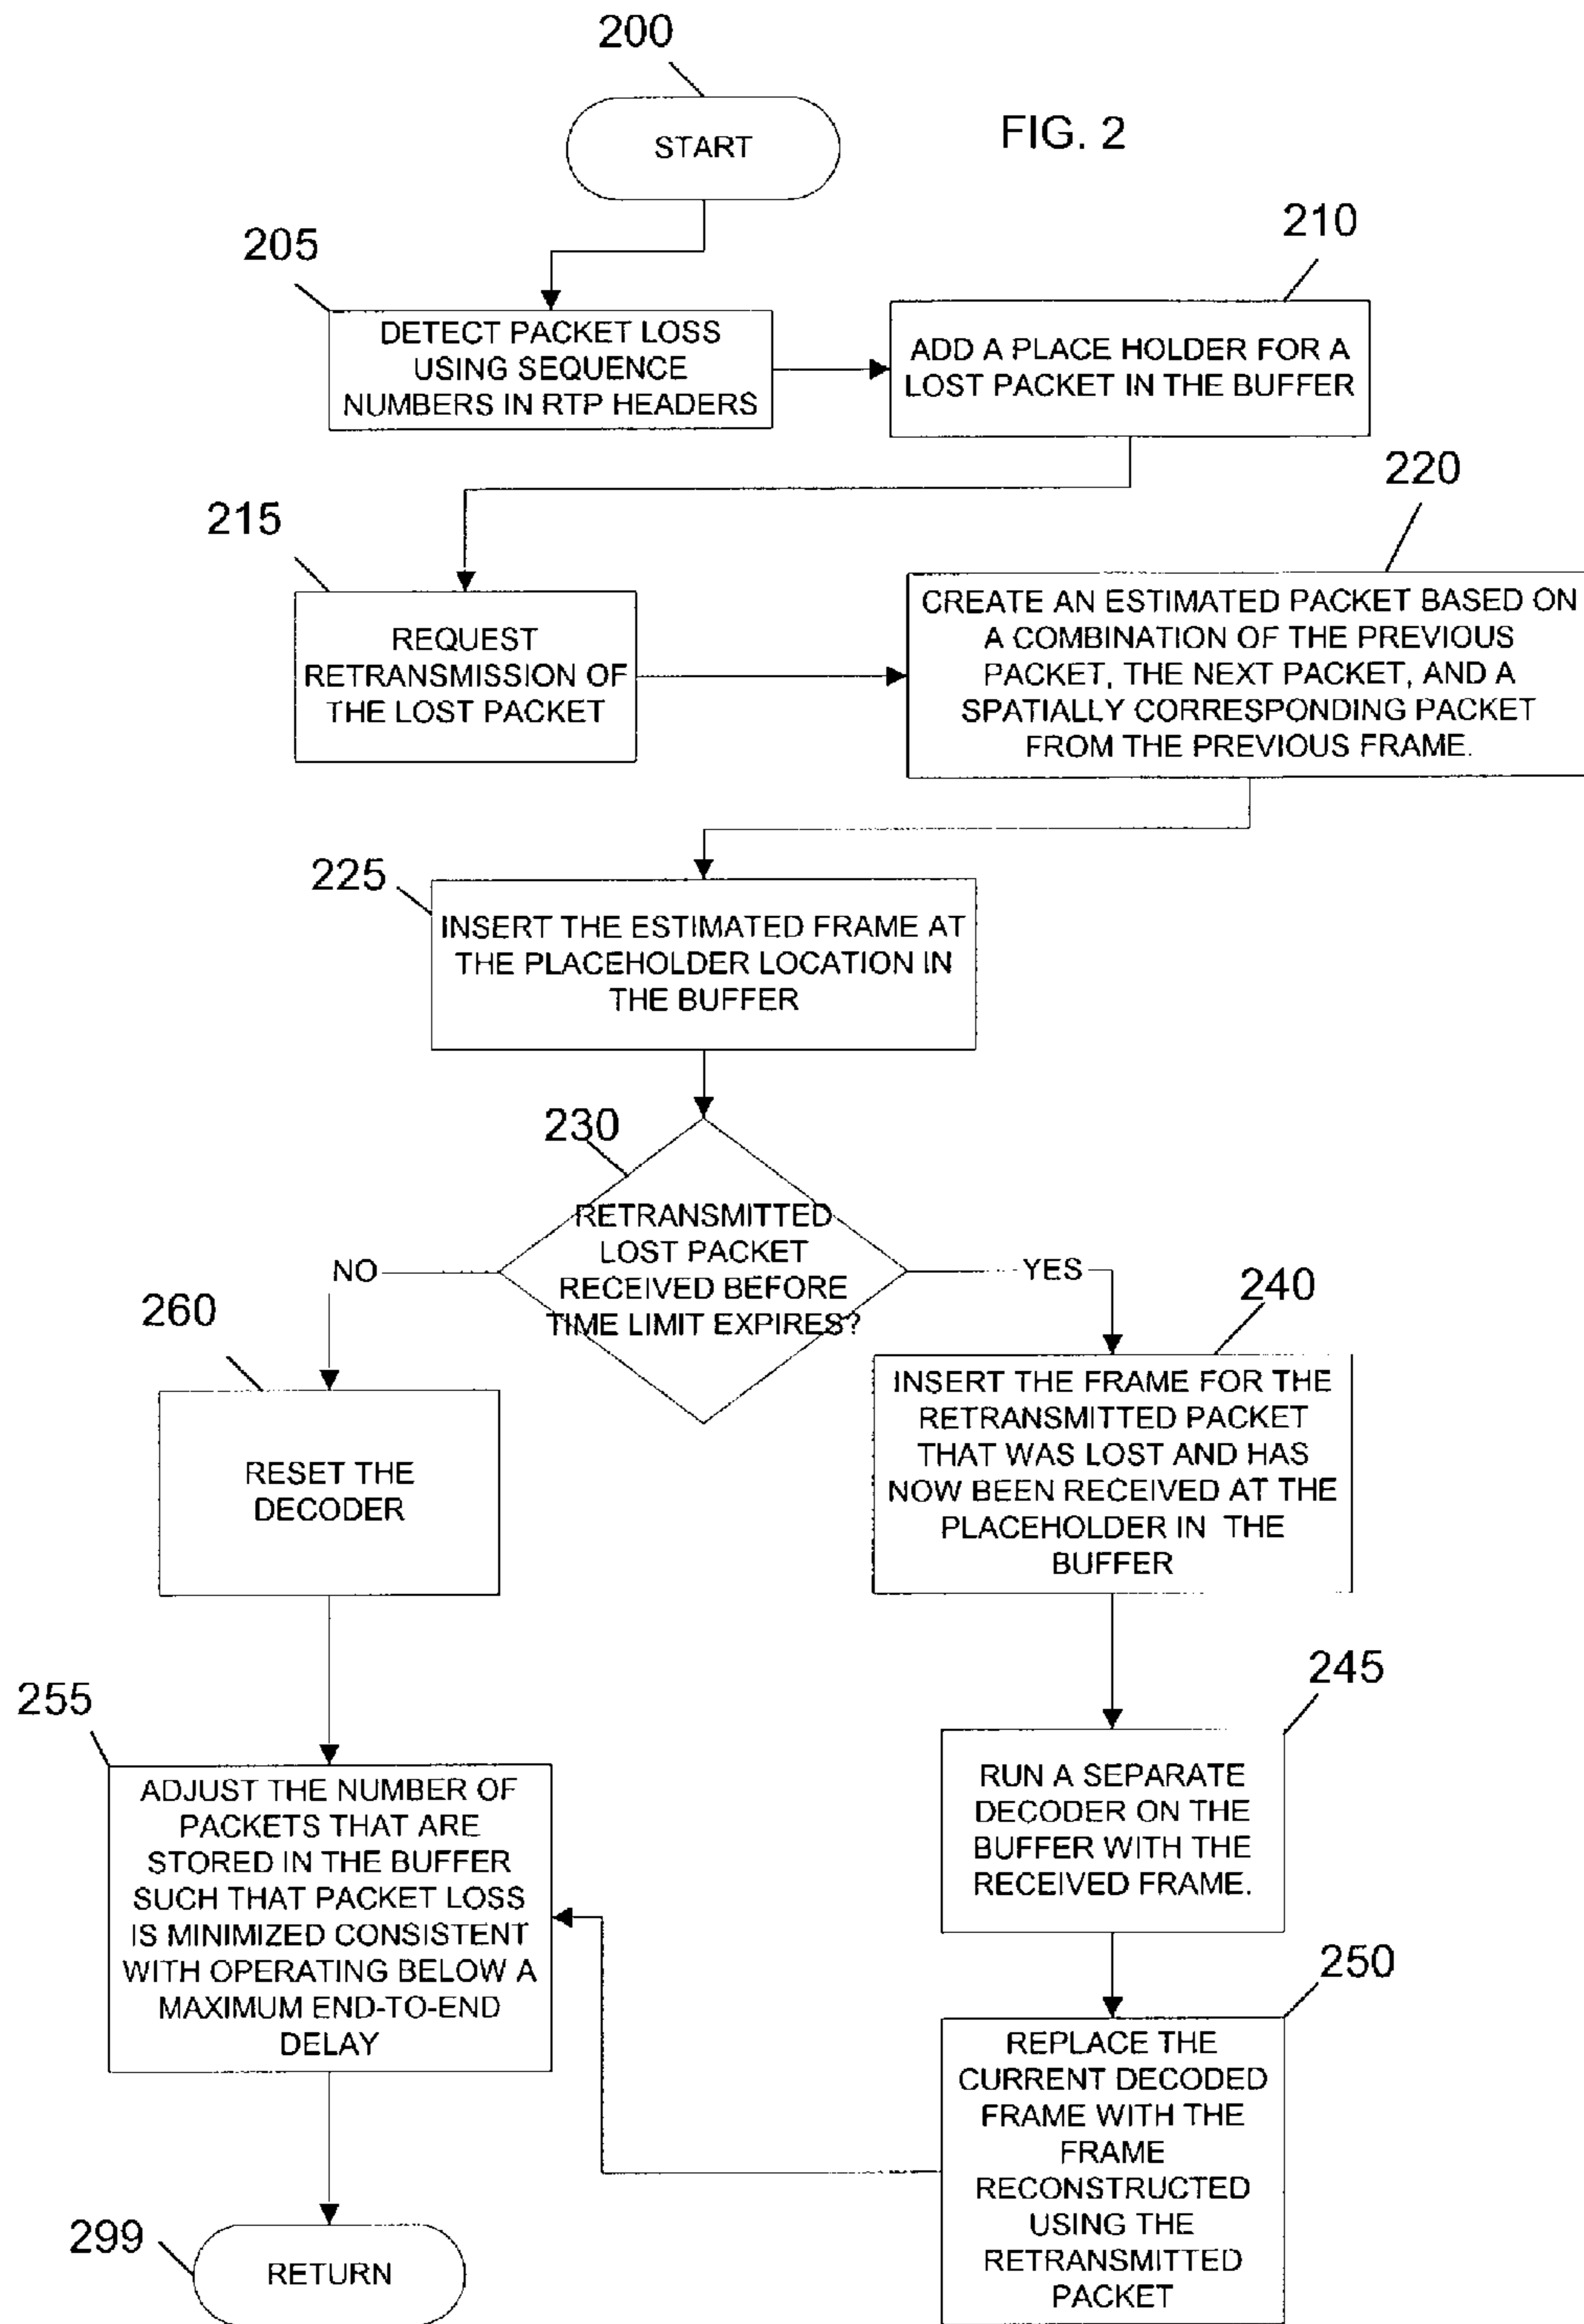 200
START
FIG. 2
205
210
DETECT PACKET LOSS
USING SEQUENCE
NUMBERS IN RTP HEADERS
ADD A PLACE HOLDER FOR A
LOST PACKET IN THE BUFFER
215
220
REQUEST
RETRANSMISSION OF
THE LOST PACKET
CREATE AN ESTIMATED PACKET BASED ON
A COMBINATION OF THE PREVIOUS
PACKET, THE NEXT PACKET, AND A
SPATIALLY CORRESPONDING PACKET
FROM THE PREVIOUS FRAME.
225
INSERT THE ESTIMATED FRAME AT
THE PLACEHOLDER LOCATION IN
THE BUFFER
230
RETRANSMITTED
LOST PACKET
RECEIVED BEFORE
TIME LIMIT EXPIRES?
NO
YES
260
RESET THE
DECODER
240
INSERT THE FRAME FOR THE
RETRANSMITTED PACKET
THAT WAS LOST AND HAS
NOW BEEN RECEIVED AT THE
PLACEHOLDER IN THE
BUFFER
245
RUN A SEPARATE
DECODER ON THE
BUFFER WITH THE
RECEIVED FRAME.
255
ADJUST THE NUMBER OF
PACKETS THAT ARE
STORED IN THE BUFFER
SUCH THAT PACKET LOSS
IS MINIMIZED CONSISTENT
WITH OPERATING BELOW A
MAXIMUM END-TO-END
DELAY
250
REPLACE THE
CURRENT DECODED
FRAME WITH THE
FRAME
RECONSTRUCTED
USING THE
RETRANSMITTED
PACKET
299
RETURN